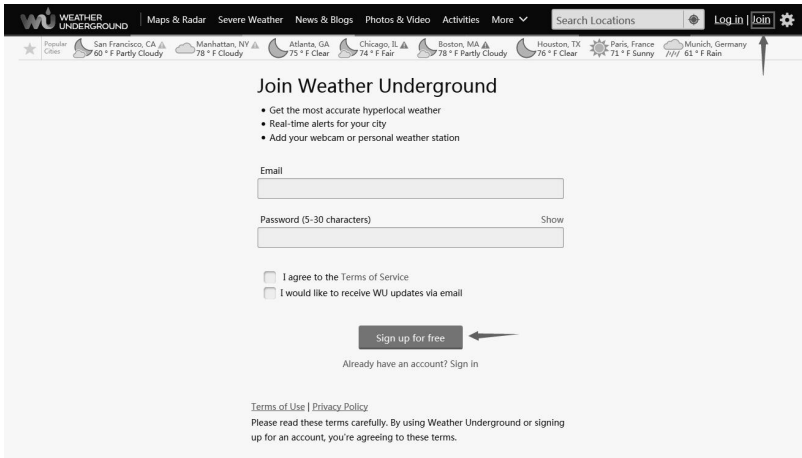 WEATHER
UNDERGROUND
Maps & Radar Severe Weather News & Blogs Photos & Video Activities More Search Locations Log in | Join
Popular Cities
San Francisco, CA
60 ° F Partly Cloudy
Manhattan, NY
78 ° F Cloudy
Atlanta, GA
75 ° F Clear
Chicago, IL
74 ° F Fair
Boston, MA
78 ° F Partly Cloudy
Houston, TX
76 ° F Clear
Paris, France
71 ° F Sunny
Munich, Germany
61 ° F Rain
Join Weather Underground
• Get the most accurate hyperlocal weather
• Real-time alerts for your city
• Add your webcam or personal weather station
Email
Password (5-30 characters) Show
I agree to the Terms of Service
I would like to receive WU updates via email
Sign up for free
Already have an account? Sign in
Terms of Use | Privacy Policy
Please read these terms carefully. By using Weather Underground or signing
up for an account, you're agreeing to these terms.